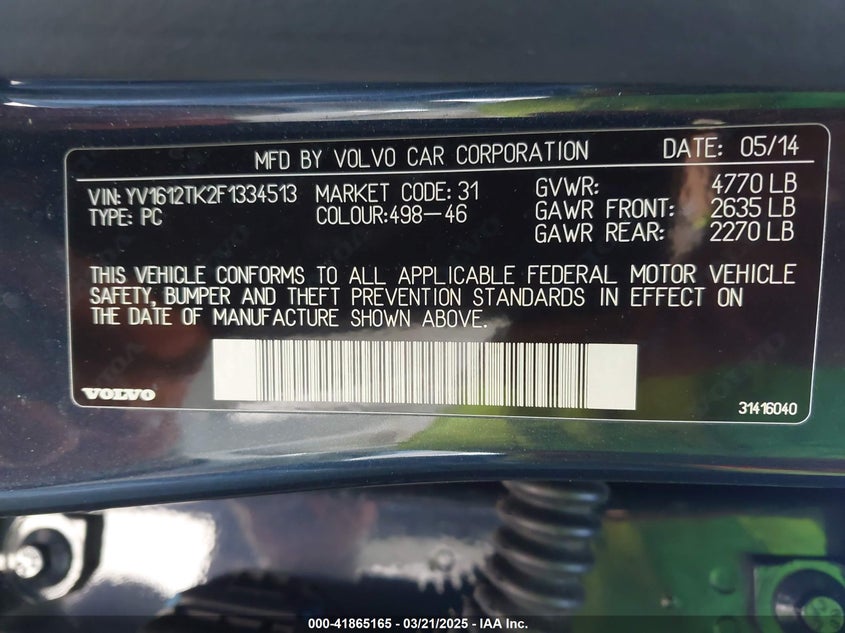 MFD BY VOLVO CAR CORPORATION DATE: 05/14
VIN: YV1612TK2F1334513 MARKET CODE: 31 GVWR: 4770 LB
TYPE: PC COLOUR:498-46 GAWR FRONT: 2635 LB
GAWR REAR: 2270 LB
THIS VEHICLE CONFORMS TO ALL APPLICABLE FEDERAL MOTOR VEHICLE
SAFETY, BUMPER AND THEFT PREVENTION STANDARDS IN EFFECT ON
THE DATE OF MANUFACTURE SHOWN ABOVE.
VOLVO 31416040
000-41865165 - 03/21/2025 - IAA Inc.